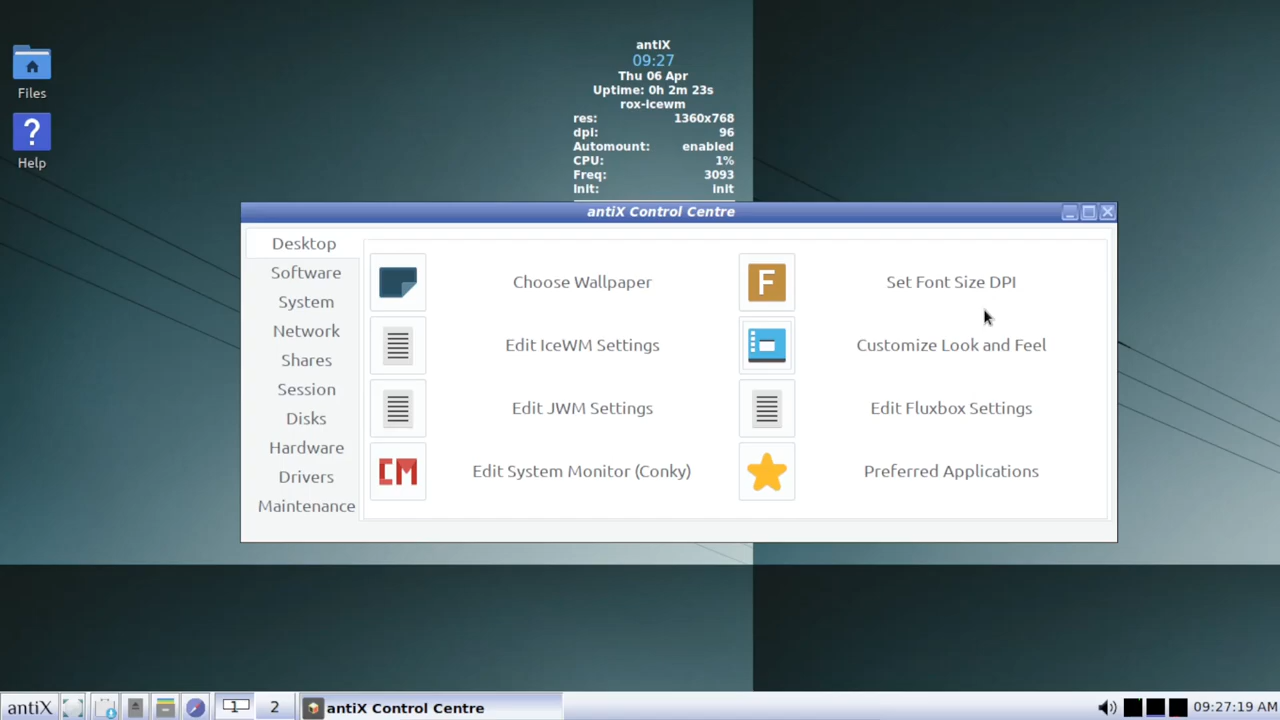 Files
?
Help
antiX
09:27
Thu 06 Apr
Uptime: 0h 2m 23s
rox-icewm
res: 1360x768
dpi: 96
Automount: enabled
CPU: 1%
Freq: 3093
Init: init
antiX Control Centre
Desktop
Software
System
Network
Shares
Session
Disks
Hardware
Drivers
Maintenance
Choose Wallpaper
F
Set Font Size DPI
Edit IceWM Settings
Customize Look and Feel
Edit JWM Settings
Edit Fluxbox Settings
CM
Edit System Monitor (Conky)
Preferred Applications
antiX
1
2
antiX Control Centre
09:27:19 AM